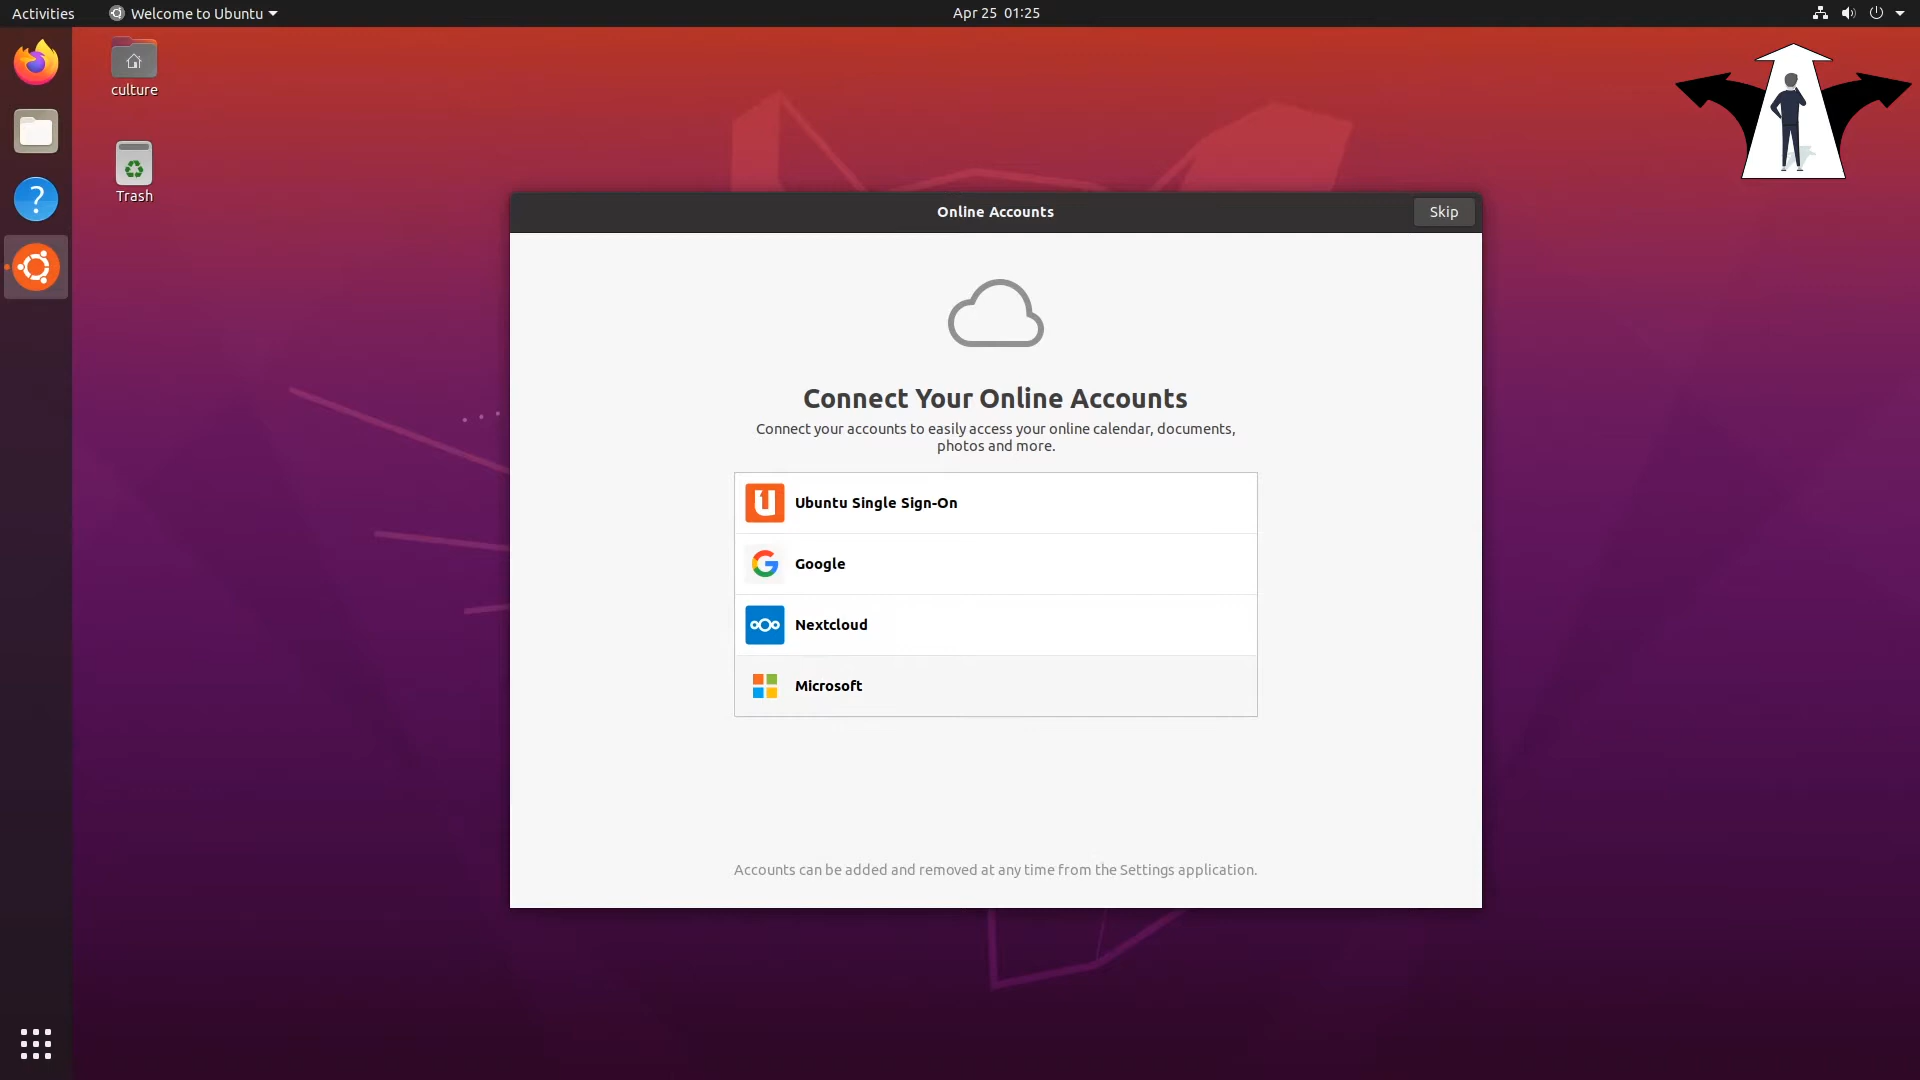 Activities
Welcome to Ubuntu
Apr 25 01:25
culture
Trash
Online Accounts
Skip
Connect Your Online Accounts
Connect your accounts to easily access your online calendar, documents,
photos and more.
Ubuntu Single Sign-On
Google
Nextcloud
Microsoft
Accounts can be added and removed at any time from the Settings application.